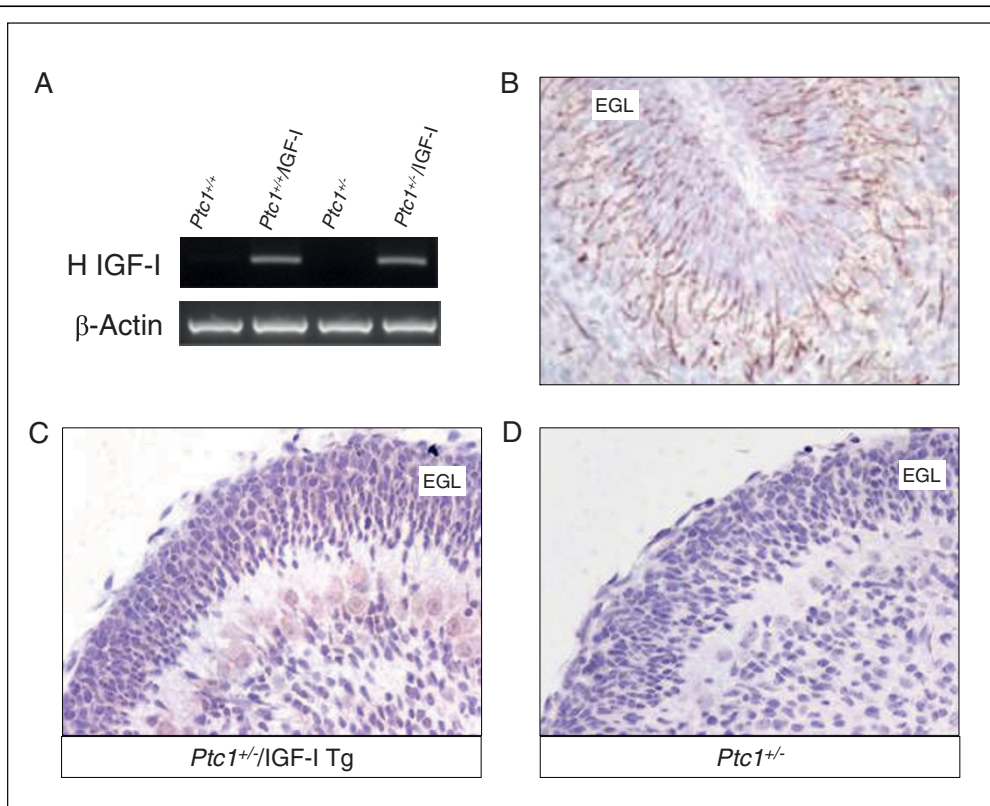 A
Ptc1+/+
Ptc1+/+/IGF-I
Ptc1+/-
Ptc1+/-/IGF-I
H IGF-I
β-Actin
B
EGL
C
EGL
Ptc1+/-/IGF-I Tg
D
EGL
Ptc1+/-